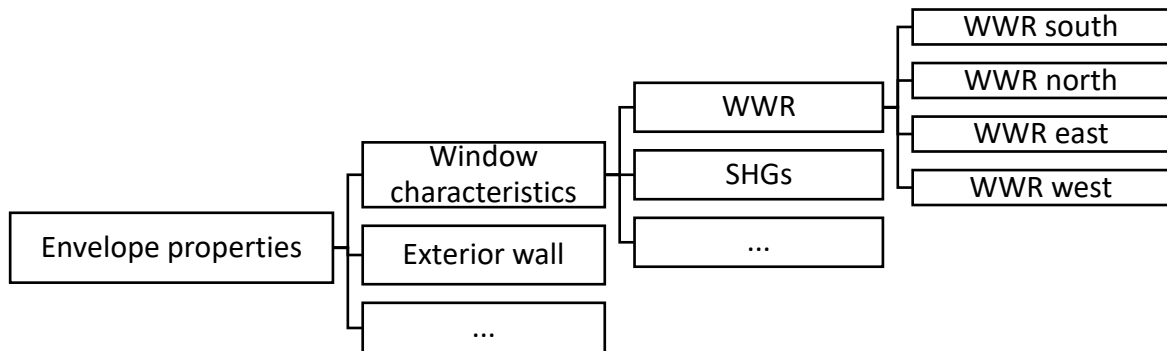 Envelope properties
Window
characteristics
Exterior wall
...
WWR
SHGs
...
WWR south
WWR north
WWR east
WWR west